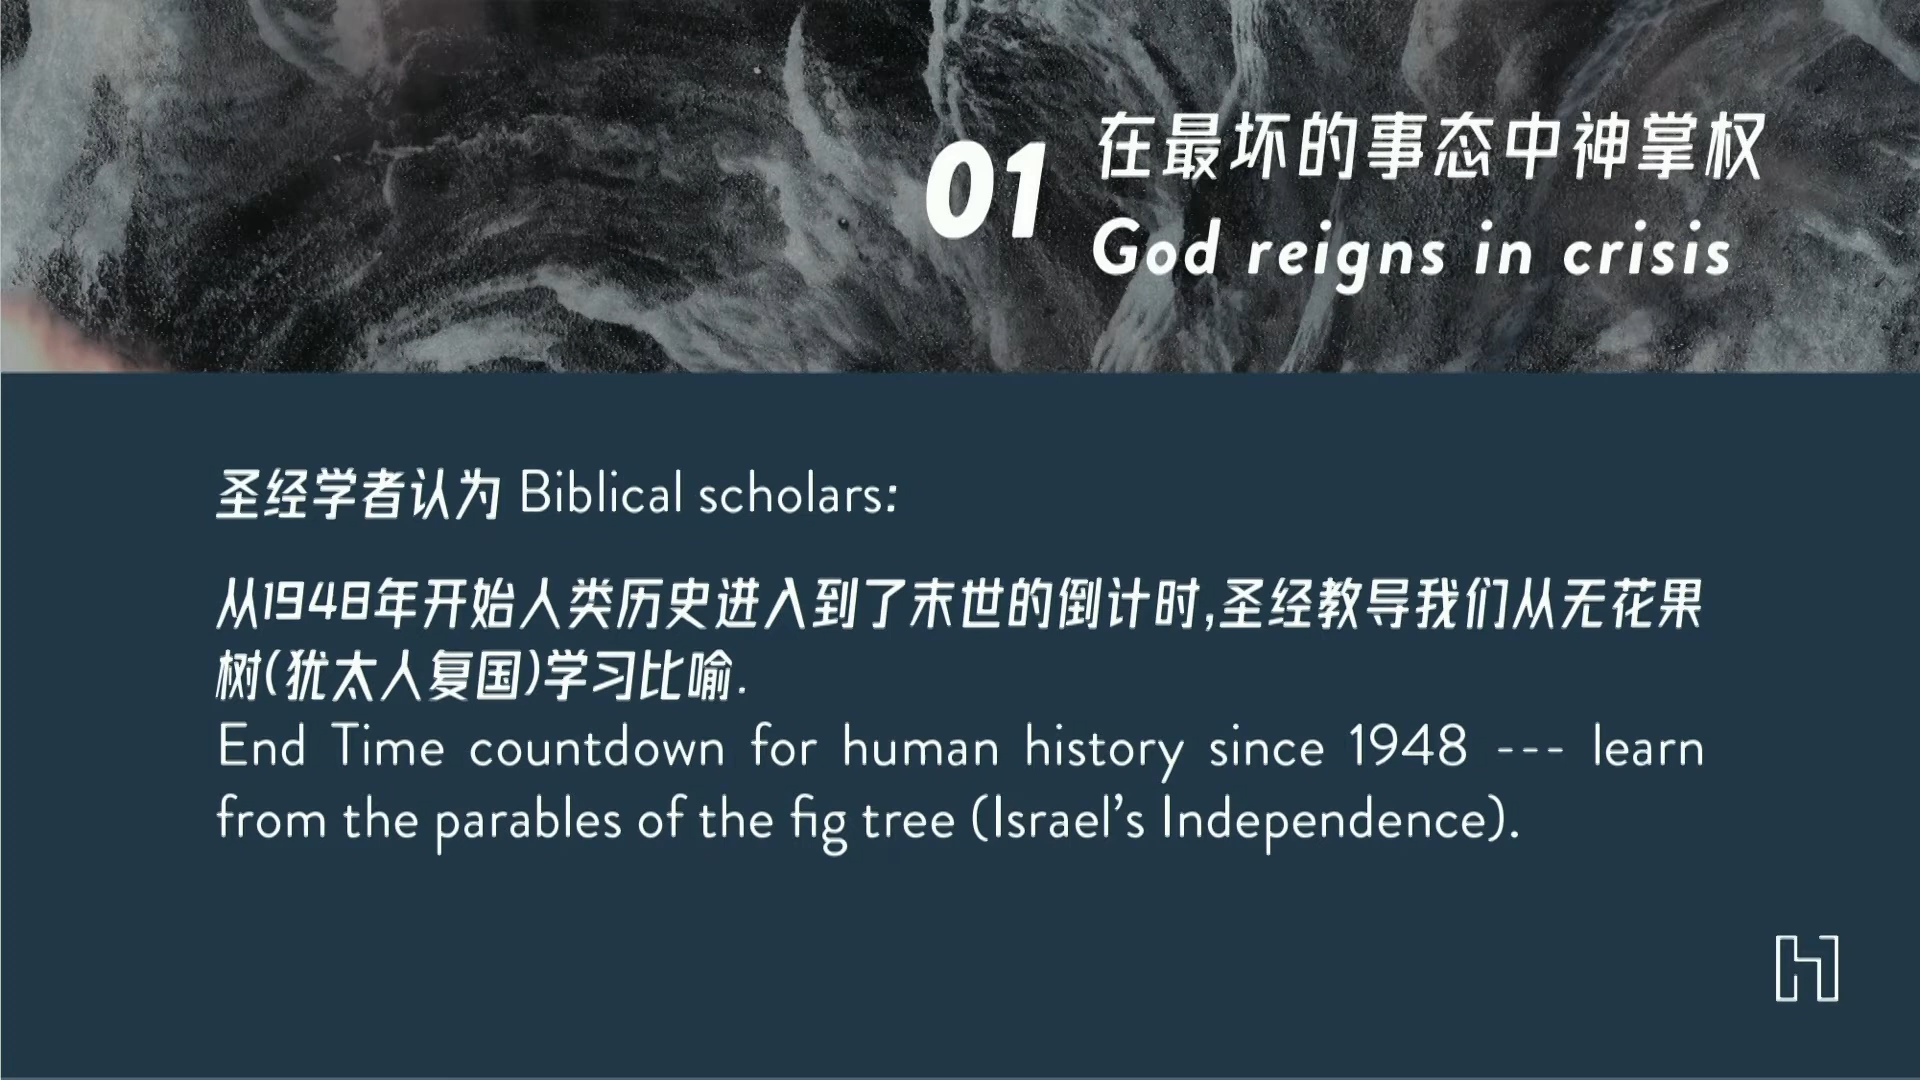 01
在最坏的事态中神掌权
God reigns in crisis
圣经学者认为 Biblical scholars:
从1948年开始人类历史进入到了末世的倒计时,圣经教导我们从无花果
树(犹太人复国)学习比喻.
End Time countdown for human history since 1948 --- learn
from the parables of the fig tree (Israel’s Independence).